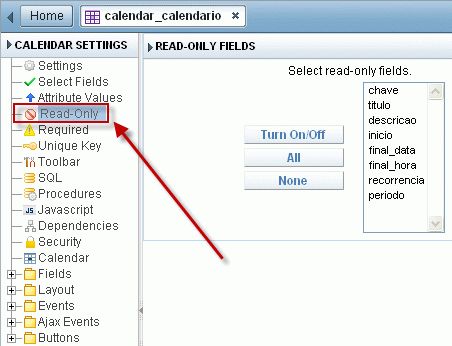 Home
calendar_calendario
CALENDAR SETTINGS
Settings
Select Fields
Attribute Values
Read-Only
Required
Unique Key
Toolbar
SQL
Procedures
JS Javascript
Dependencies
Security
Calendar
Fields
Layout
Events
Ajax Events
Buttons
READ-ONLY FIELDS
Select read-only fields.
Turn On/Off
All
None
chave
titulo
descricao
inicio
final_data
final_hora
recorrencia
periodo